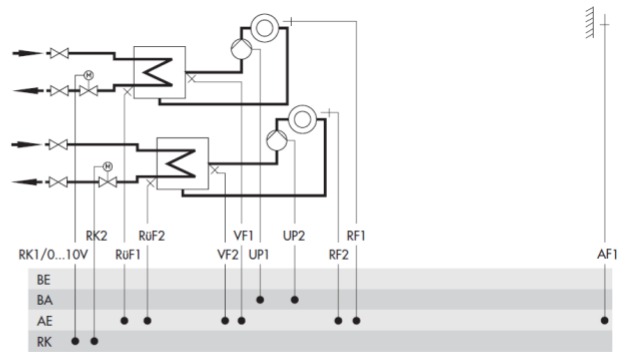 M
M
RK2 RüF2 VF1 UP2 RF1
RK1/0...10V RüF1 VF2 UP1 RF2 AF1
BE
BA
AE
RK